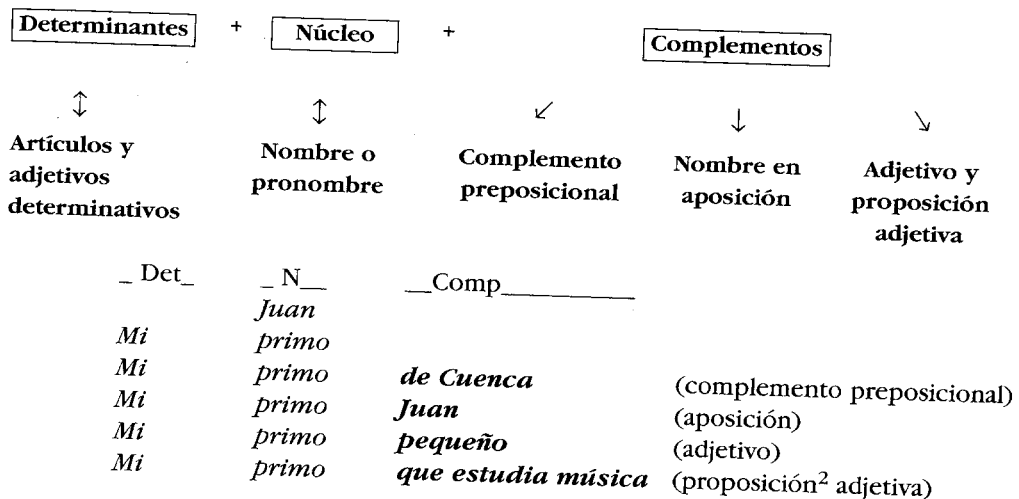 Determinantes + Núcleo + Complementos
↕ ↕ ↙ ↓ ↘
Artículos y adjetivos determinativos
Nombre o pronombre
Complemento preposicional
Nombre en aposición
Adjetivo y proposición adjetiva
_ Det_ _ N__ __Comp__________
Juan
Mi primo
Mi primo de Cuenca (complemento preposicional)
Mi primo Juan (aposición)
Mi primo pequeño (adjetivo)
Mi primo que estudia música (proposición² adjetiva)